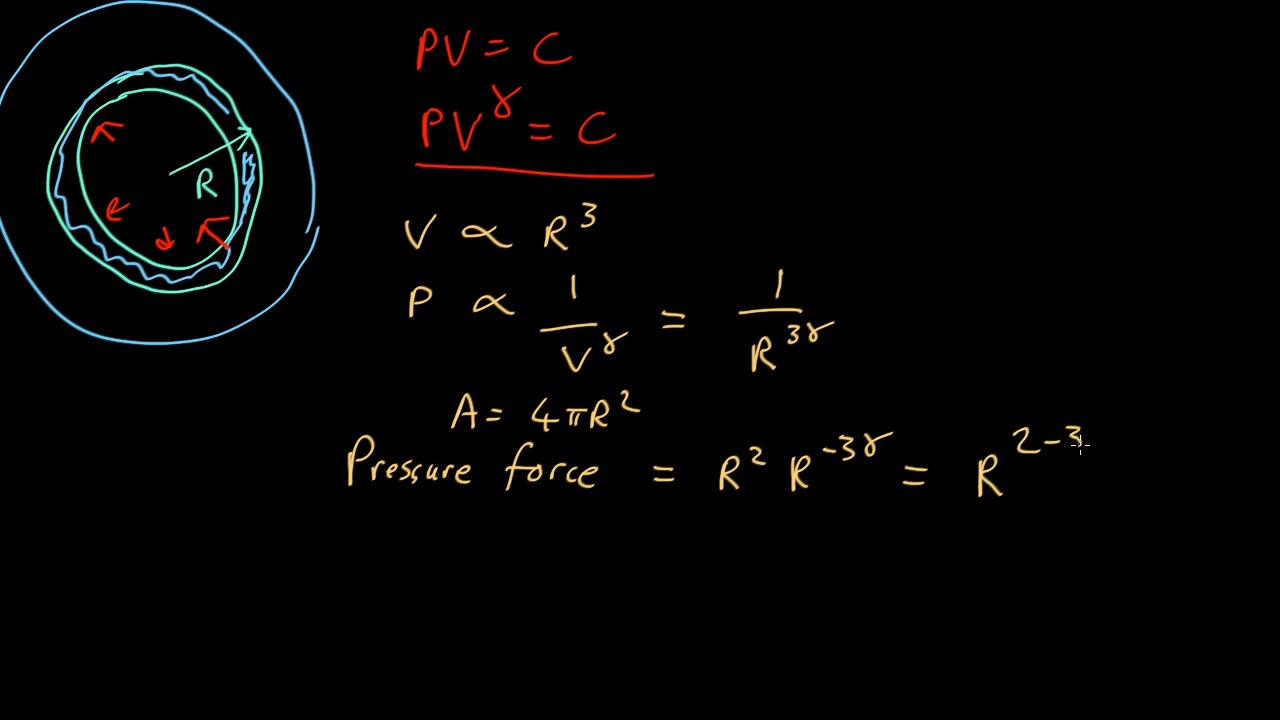 PV = C
PV^γ = C
R
V ∝ R^3
P ∝ 1/V^γ = 1/R^3γ
A = 4πR^2
Pressure force = R^2 R^-3γ = R^2-3